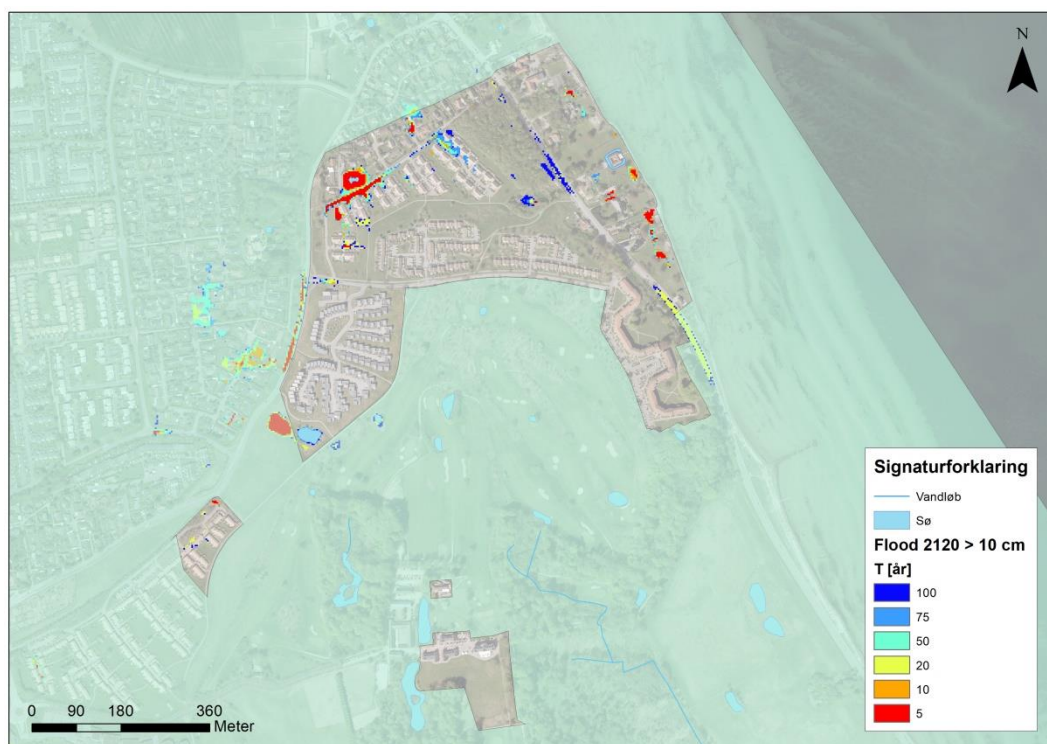 N
Signaturforklaring
Vandløb
Sø
Flood 2120 > 10 cm
T [år]
100
75
50
20
10
5
0 90 180 360
Meter